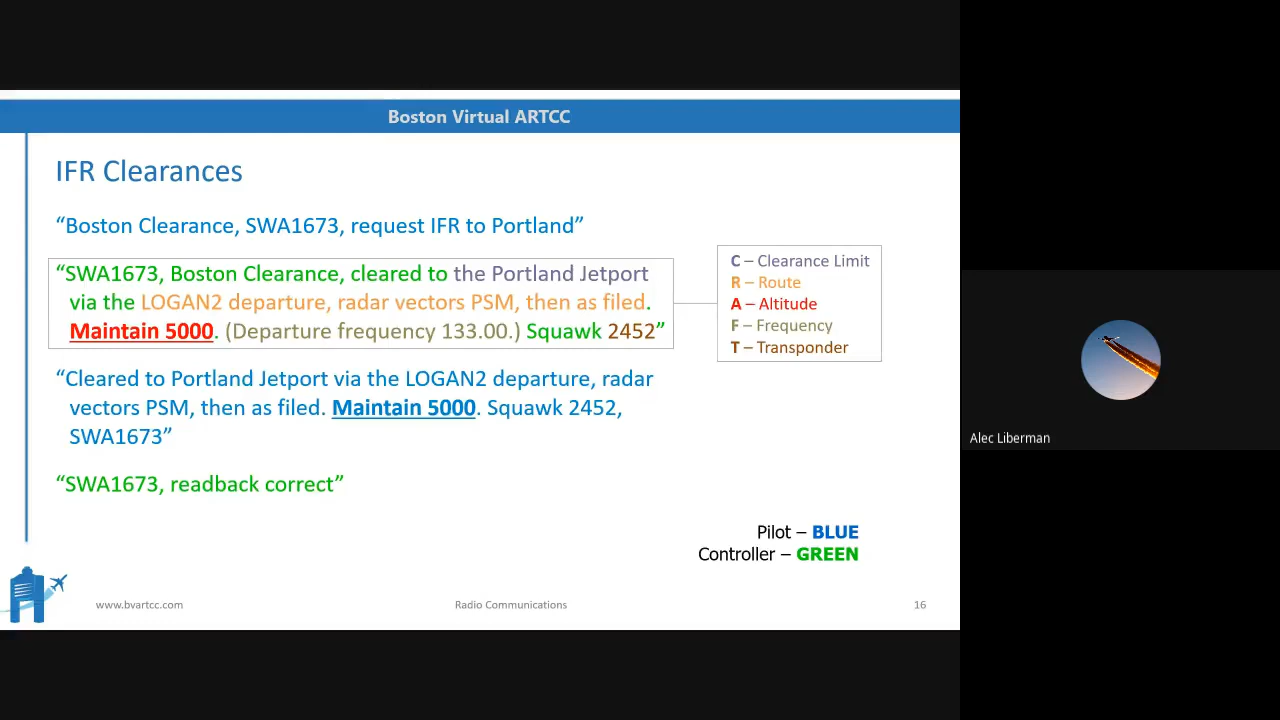 Boston Virtual ARTCC
IFR Clearances
“Boston Clearance, SWA1673, request IFR to Portland”
“SWA1673, Boston Clearance, cleared to the Portland Jetport
via the LOGAN2 departure, radar vectors PSM, then as filed.
Maintain 5000. (Departure frequency 133.00.) Squawk 2452”
C – Clearance Limit
R – Route
A – Altitude
F – Frequency
T – Transponder
“Cleared to Portland Jetport via the LOGAN2 departure, radar
vectors PSM, then as filed. Maintain 5000. Squawk 2452,
SWA1673”
“SWA1673, readback correct”
Pilot – BLUE
Controller – GREEN
www.bvartcc.com
Radio Communications
16
Alec Liberman